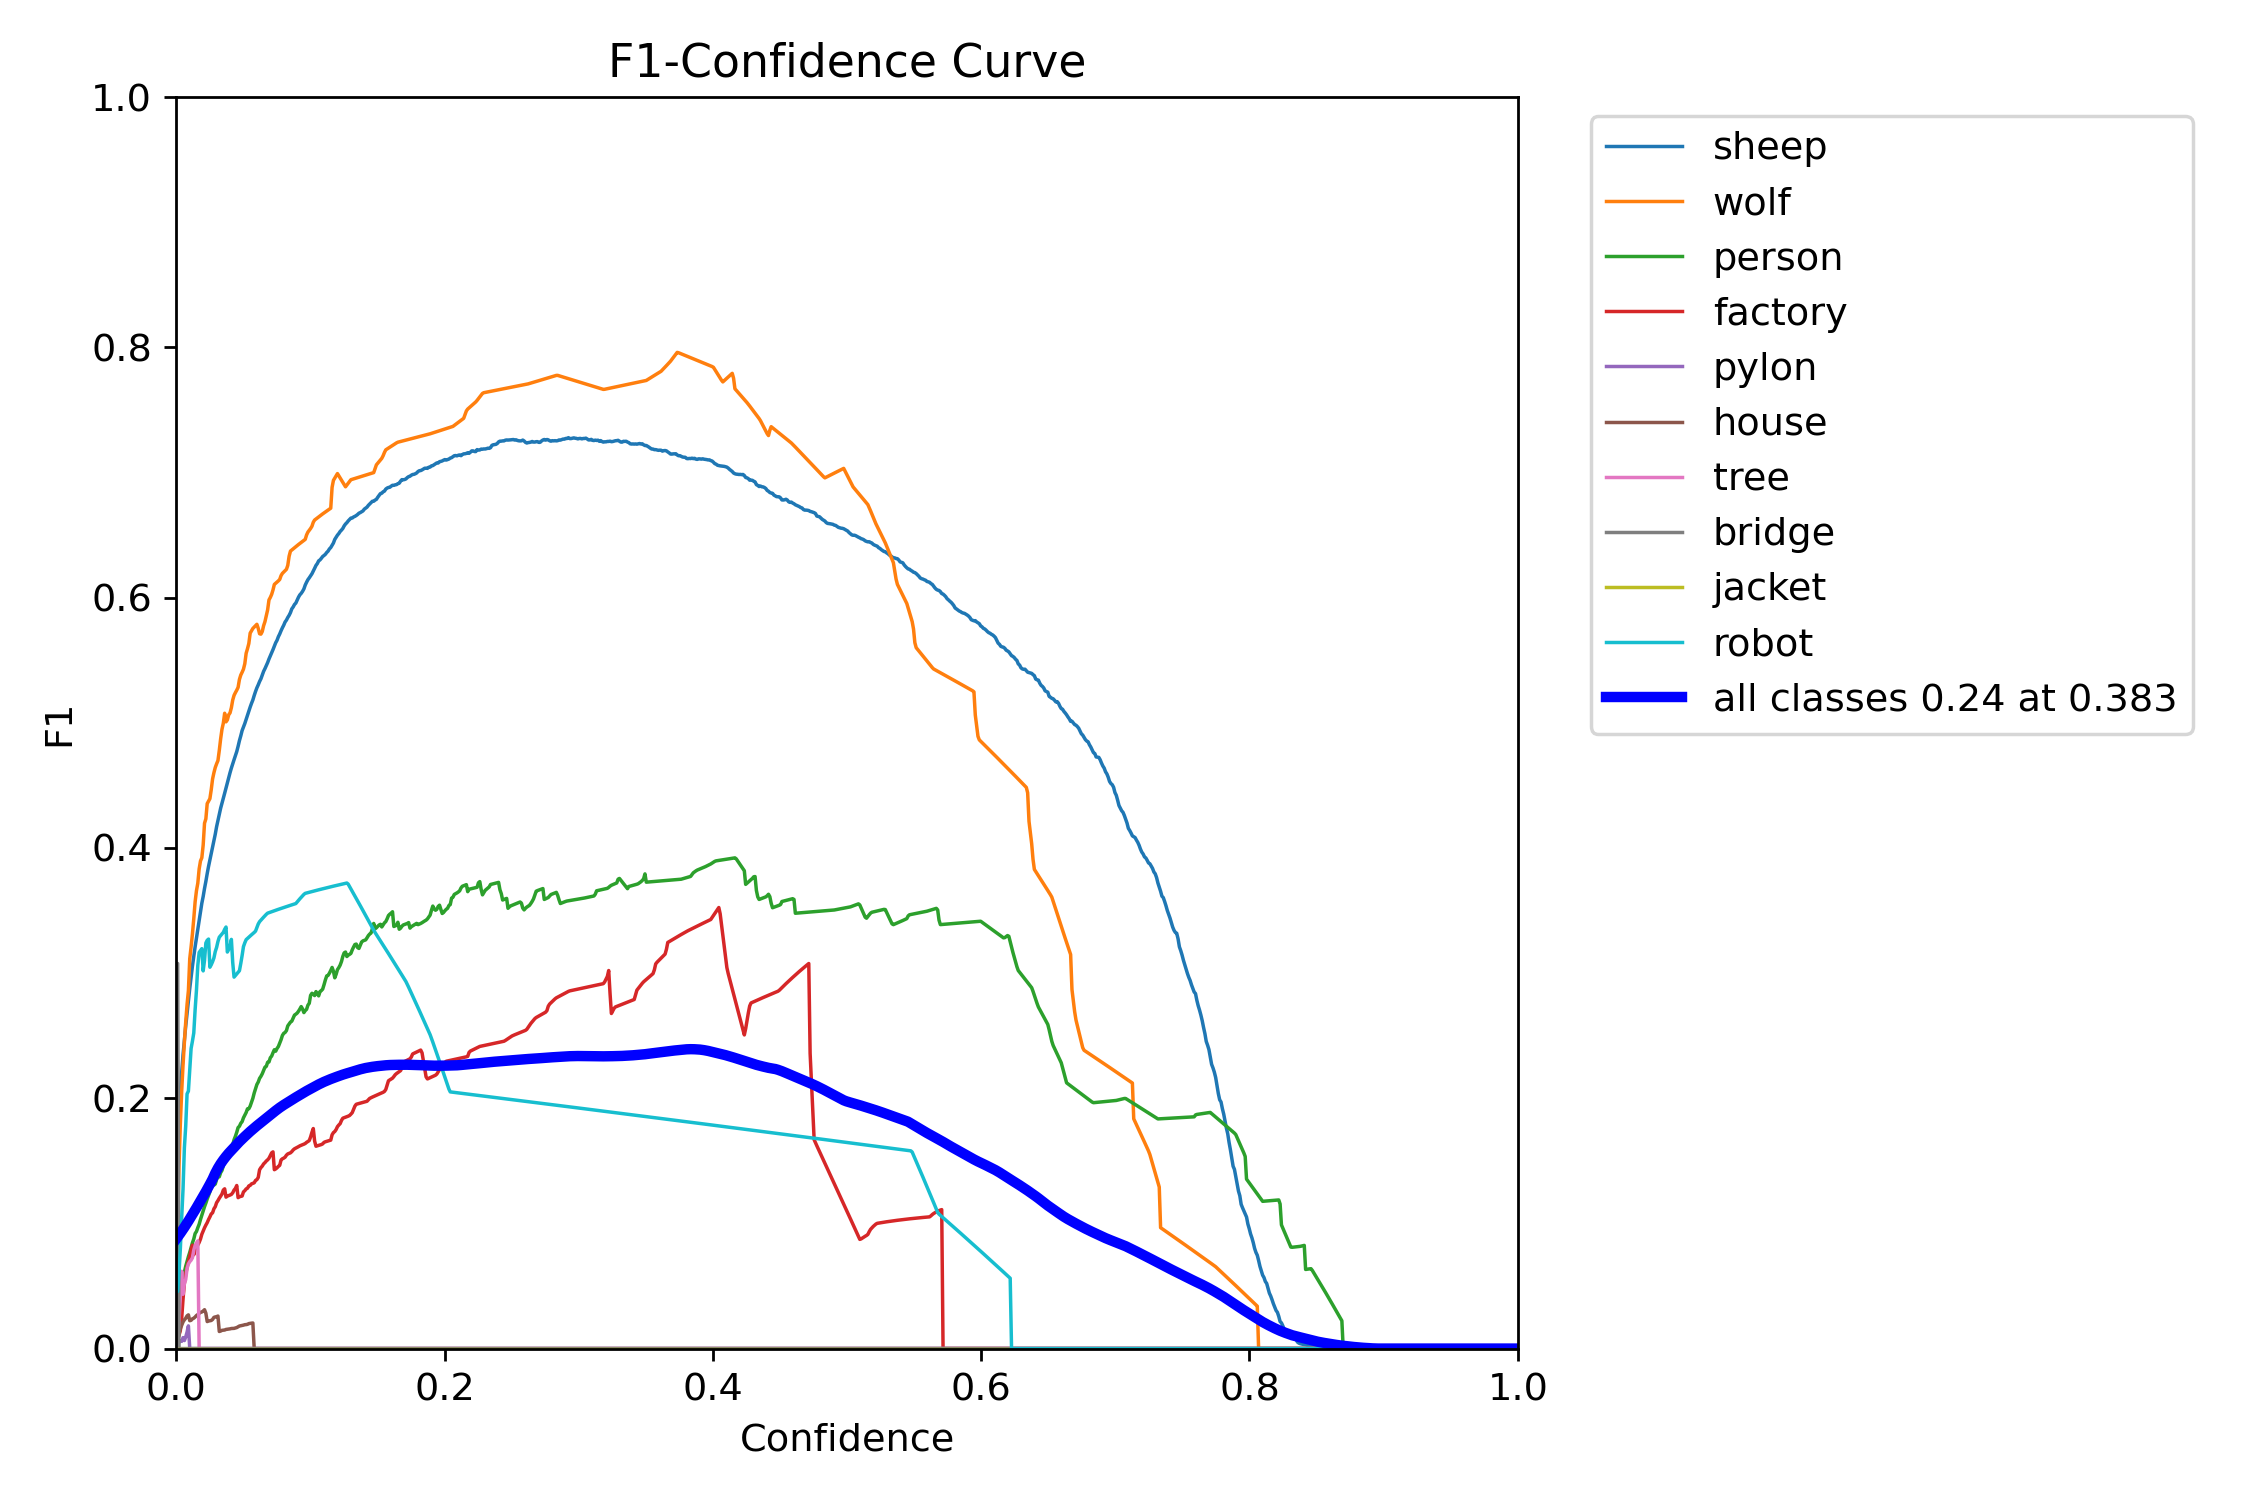 F1-Confidence Curve
1.0
0.8
0.6
0.4
0.2
0.0
F1
0.0 0.2 0.4 0.6 0.8 1.0
Confidence
sheep
wolf
person
factory
pylon
house
tree
bridge
jacket
robot
all classes 0.24 at 0.383